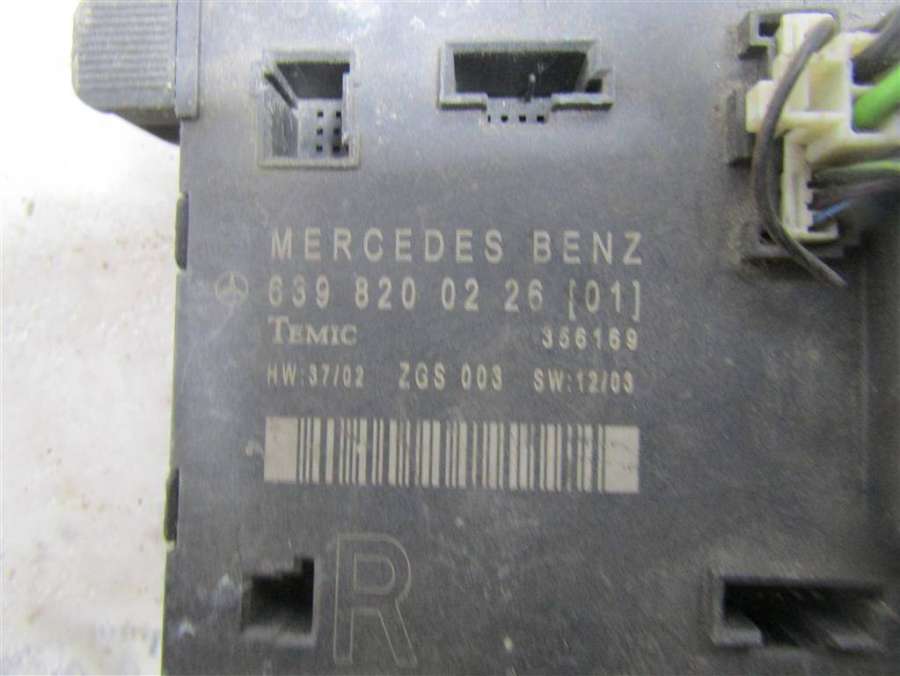 MERCEDES BENZ
639 820 02 26 [01]
TEMIC 356169
HW:37/02 ZGS 003 SW:12/03
R